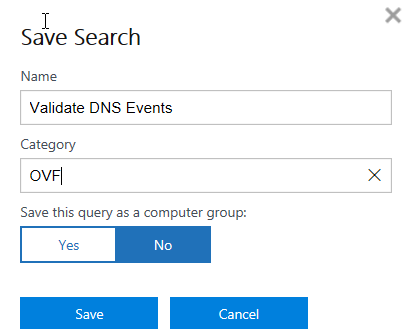 Save Search
Name
Validate DNS Events
Category
OVF
Save this query as a computer group:
Yes No
Save Cancel